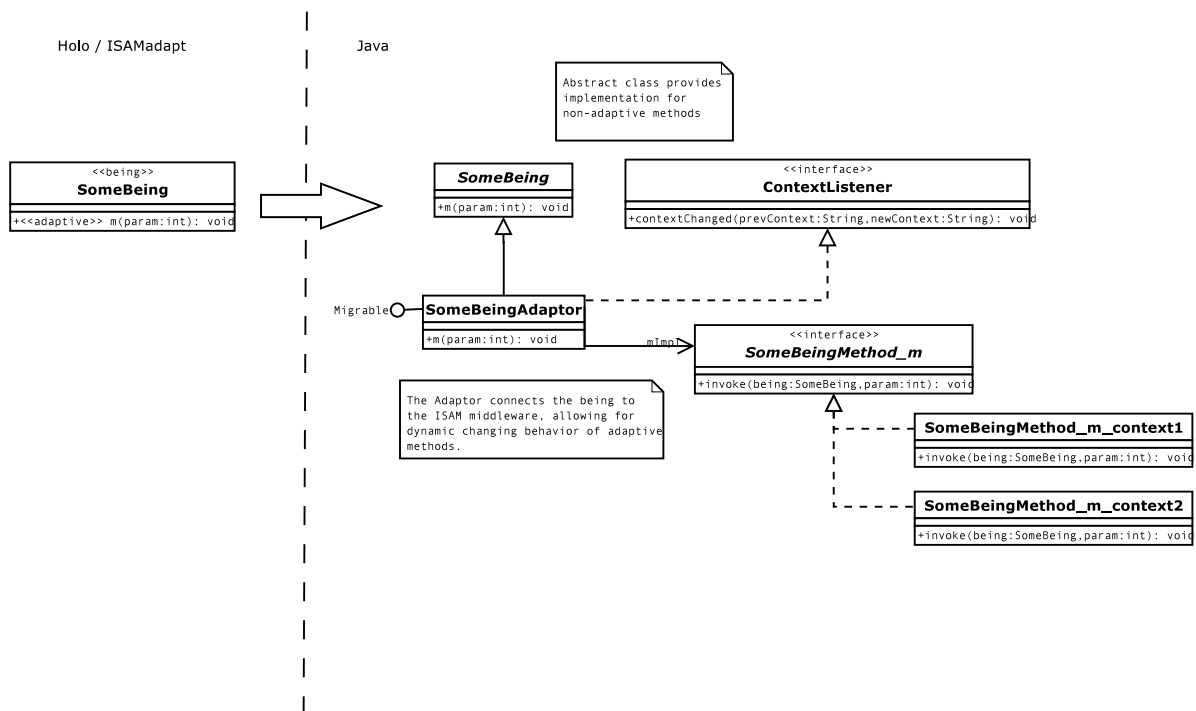 Holo / ISAMadapt
Java
Abstract class provides
implementation for
non-adaptive methods
<<being>>
SomeBeing
+<<adaptive>> m(param:int): void
SomeBeing
+m(param:int): void
<<interface>>
ContextListener
+contextChanged(prevContext:String,newContext:String): void
Migrable
SomeBeingAdaptor
+m(param:int): void
mImpl
<<interface>>
SomeBeingMethod_m
+invoke(being:SomeBeing,param:int): void
The Adaptor connects the being to
the ISAM middleware, allowing for
dynamic changing behavior of adaptive
methods.
SomeBeingMethod_m_context1
+invoke(being:SomeBeing,param:int): void
SomeBeingMethod_m_context2
+invoke(being:SomeBeing,param:int): void